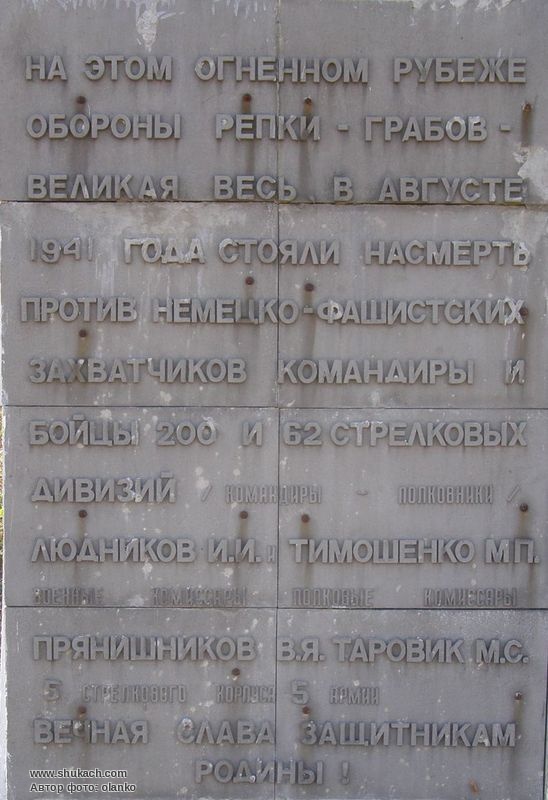 НА ЭТОМ ОГНЕННОМ РУБЕЖЕ
ОБОРОНЫ РЕПКИ - ГРАБОВ -
ВЕЛИКАЯ ВЕСЬ В АВГУСТЕ
1941 ГОДА СТОЯЛИ НАСМЕРТЬ
ПРОТИВ НЕМЕЦКО-ФАШИСТСКИХ
ЗАХВАТЧИКОВ КОМАНДИРЫ И
БОЙЦЫ 200 И 62 СТРЕЛКОВЫХ
ДИВИЗИЙ / КОМАНДИРЫ - ПОЛКОВНИКИ /
ЛЮДНИКОВ И.И. И ТИМОШЕНКО М П.
ВОЕННЫЕ КОМИССАРЫ ПОЛКОВЫЕ КОМИССАРЫ
ПРЯНИШНИКОВ В.Я. ТАРОВИК М.С.
5 СТРЕЛКОВОГО КОРПУСА 5 АРМИИ
ВЕЧНАЯ СЛАВА ЗАЩИТНИКАМ
РОДИНЫ !
www.shukach.com
Автор фото: olanko